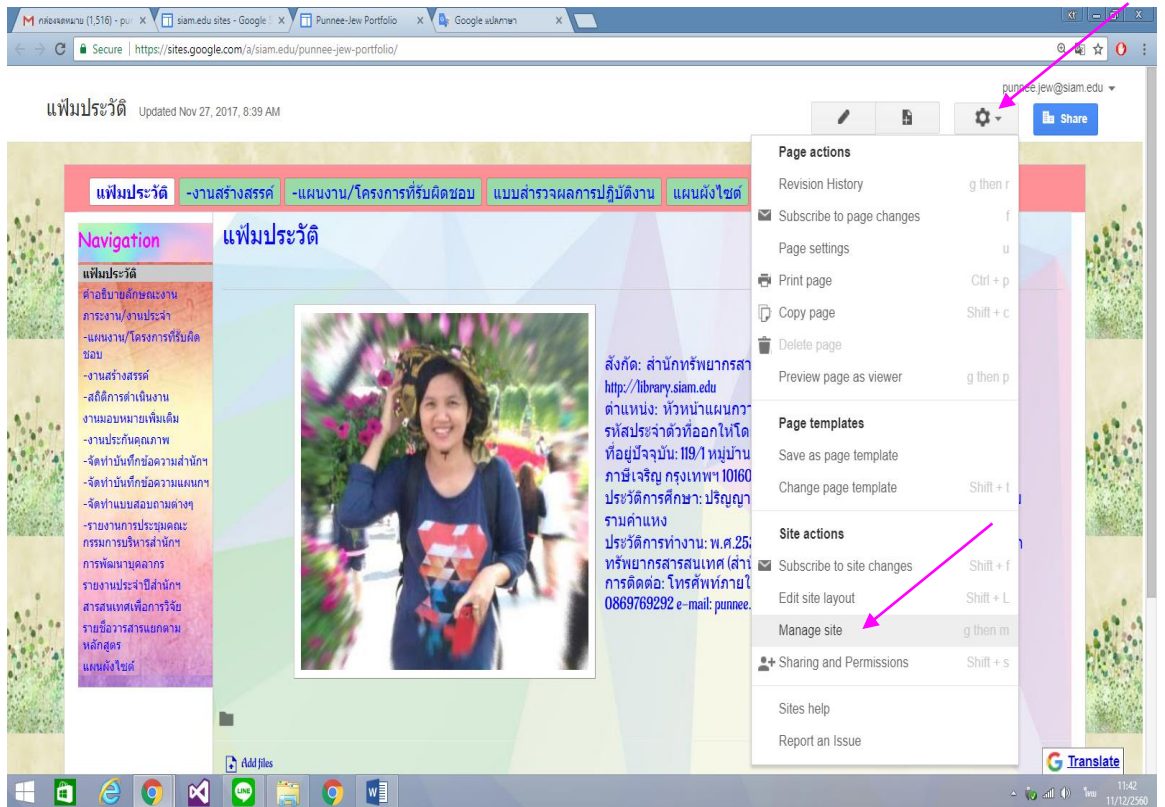 กล่องจดหมาย (1,516) - pun
siam.edu sites - Google S
Punnee-Jew Portfolio
Google แปลภาษา
Secure
https://sites.google.com/a/siam.edu/punnee-jew-portfolio/
punnee.jew@siam.edu
แฟ้มประวัติ
Updated Nov 27, 2017, 8:39 AM
Share
แฟ้มประวัติ
-งานสร้างสรรค์
-แผนงาน/โครงการที่รับผิดชอบ
แบบสำรวจผลการปฏิบัติงาน
แผนผังไซต์
Navigation
แฟ้มประวัติ
คำอธิบายลักษณะงาน
ภาระงาน/งานประจำ
-แผนงาน/โครงการที่รับผิด
ชอบ
-งานสร้างสรรค์
-สถิติการดำเนินงาน
งานมอบหมายเพิ่มเติม
-งานประกันคุณภาพ
-จัดทำบันทึกข้อความสำนักฯ
-จัดทำบันทึกข้อความแผนกฯ
-จัดทำแบบสอบถามต่างๆ
-รายงานการประชุมคณะ
กรรมการบริหารสำนักฯ
การพัฒนาบุคลากร
รายงานประจำปีสำนักฯ
สารสนเทศเพื่อการวิจัย
รายชื่อวารสารแยกตาม
หลักสูตร
แผนผังไซต์
แฟ้มประวัติ
สังกัด: สำนักทรัพยากรสา
http://library.siam.edu
ตำแหน่ง: หัวหน้าแผนกวา
รหัสประจำตัวที่ออกให้โด
ที่อยู่ปัจจุบัน: 119/1 หมู่บ้าน
ภาษีเจริญ กรุงเทพฯ 10160
ประวัติการศึกษา: ปริญญา
รามคำแหง
ประวัติการทำงาน: พ.ศ.253
ทรัพยากรสารสนเทศ (สำนั
การติดต่อ: โทรศัพท์ภายใ
0869769292 e-mail: punnee.
Add files
Page actions
Revision History g then r
Subscribe to page changes f
Page settings u
Print page Ctrl + p
Copy page Shift + c
Delete page
Preview page as viewer g then p
Page templates
Save as page template
Change page template Shift + t
Site actions
Subscribe to site changes Shift + f
Edit site layout Shift + L
Manage site g then m
Sharing and Permissions Shift + s
Sites help
Report an Issue
Translate
LINE
ไทย
11:42
11/12/2560